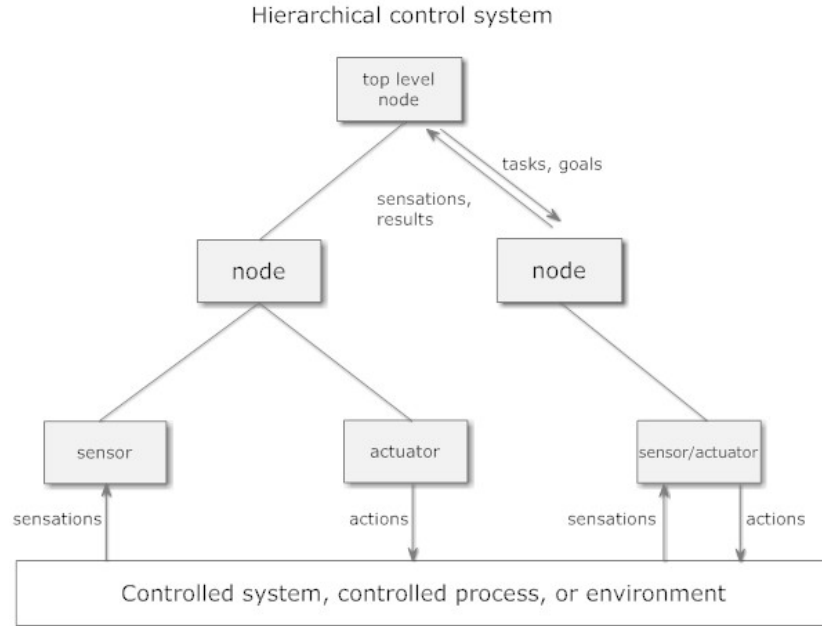 Hierarchical control system
top level
node
tasks, goals
sensations,
results
node
node
sensor
actuator
sensor/actuator
sensations
actions
sensations
actions
Controlled system, controlled process, or environment